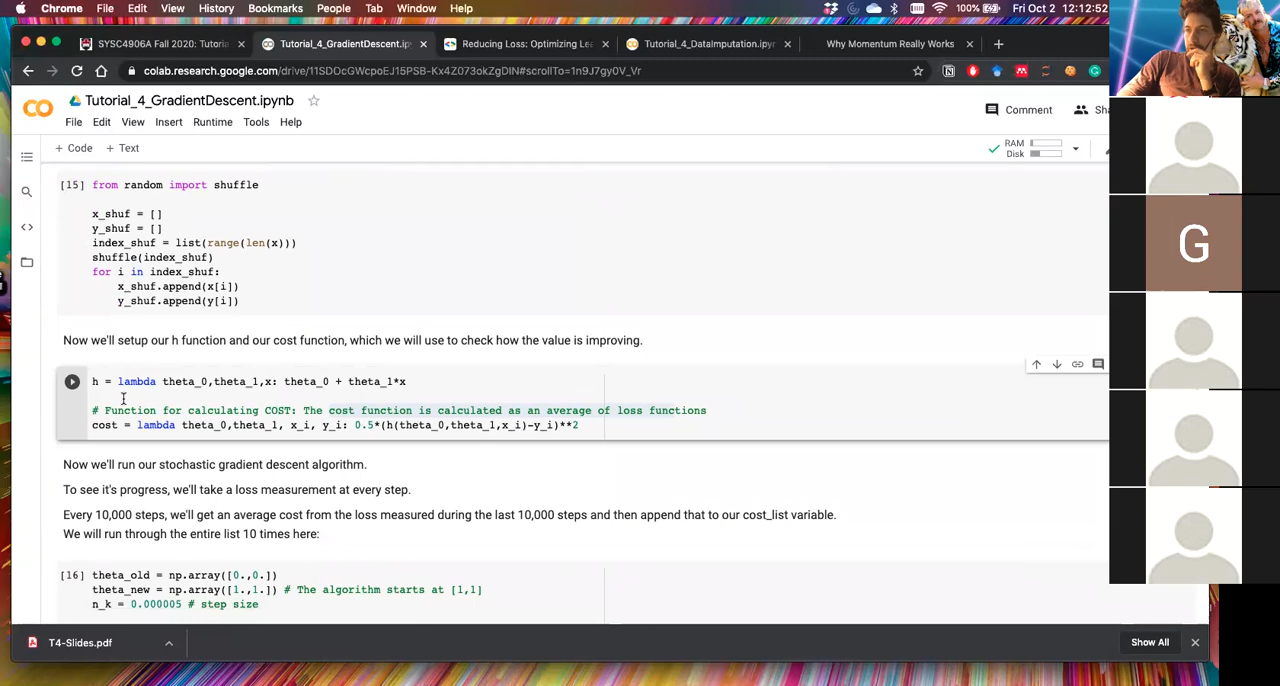 Chrome File Edit View History Bookmarks People Tab Window Help 100% Fri Oct 2 12:12:52
SYSC4906A Fall 2020: Tutoria Tutorial_4_GradientDescent.ip Reducing Loss: Optimizing Le Tutorial_4_DataImputation.ipyr Why Momentum Really Works
colab.research.google.com/drive/11SDOcGWcpoEJ15PSB-Kx4Z073okZgDIN#scrollTo=1n9J7gy0V_Vr
Tutorial_4_GradientDescent.ipynb
Comment Sha
File Edit View Insert Runtime Tools Help
+ Code + Text
RAM
Disk
[15] from random import shuffle
x_shuf = []
y_shuf = []
index_shuf = list(range(len(x)))
shuffle(index_shuf)
for i in index_shuf:
x_shuf.append(x[i])
y_shuf.append(y[i])
Now we'll setup our h function and our cost function, which we will use to check how the value is improving.
h = lambda theta_0,theta_1,x: theta_0 + theta_1*x
# Function for calculating COST: The cost function is calculated as an average of loss functions
cost = lambda theta_0,theta_1, x_i, y_i: 0.5*(h(theta_0,theta_1,x_i)-y_i)**2
Now we'll run our stochastic gradient descent algorithm.
To see it's progress, we'll take a loss measurement at every step.
Every 10,000 steps, we'll get an average cost from the loss measured during the last 10,000 steps and then append that to our cost_list variable.
We will run through the entire list 10 times here:
[16] theta_old = np.array([0.,0.])
theta_new = np.array([1.,1.]) # The algorithm starts at [1,1]
n_k = 0.000005 # step size
T4-Slides.pdf
Show All
G